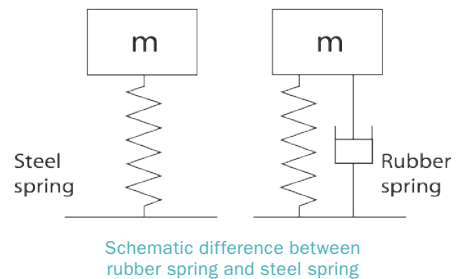 m
m
Steel
spring
Rubber
spring
Schematic difference between
rubber spring and steel spring